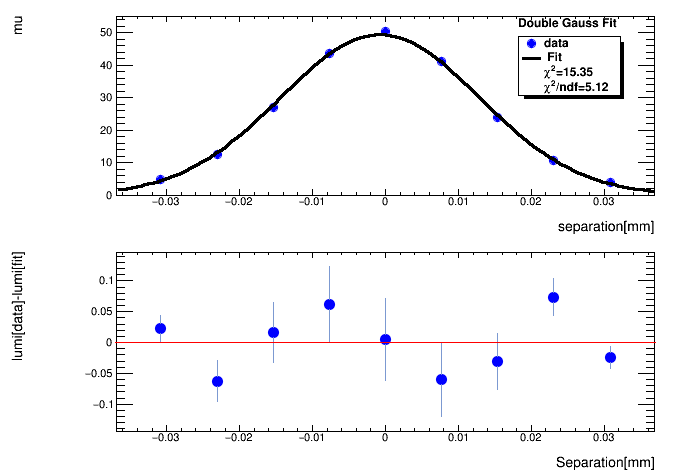 Double Gauss Fit
data
Fit
χ²=15.35
χ²/ndf=5.12
mu
50
40
30
20
10
0
−0.03 −0.02 −0.01 0 0.01 0.02 0.03
separation[mm]
lumi[data]-lumi[fit]
0.1
0.05
0
−0.05
−0.1
−0.03 −0.02 −0.01 0 0.01 0.02 0.03
Separation[mm]